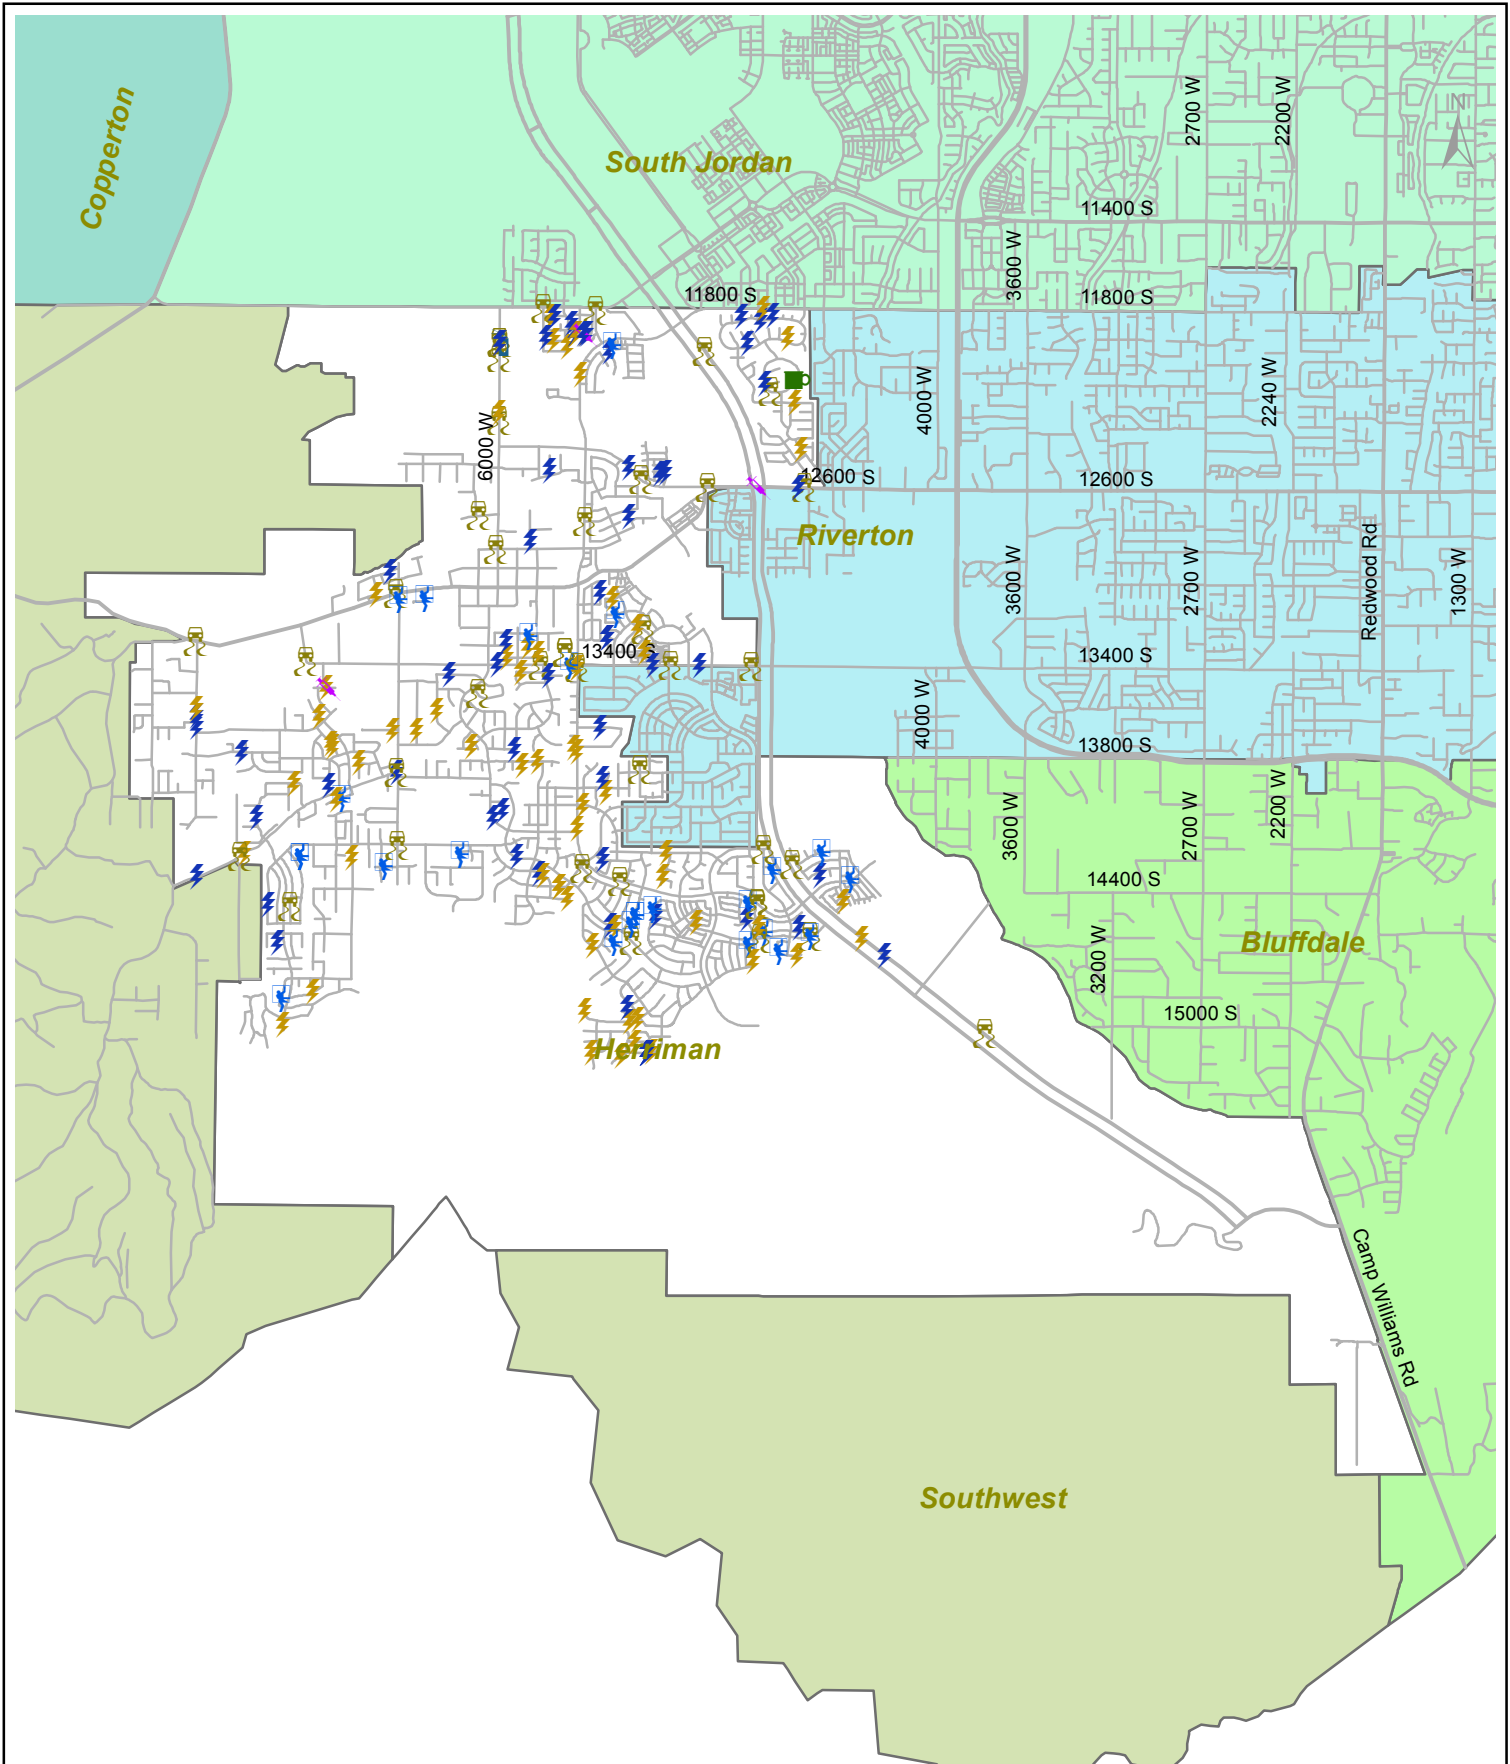 Copperton
South Jordan
2700 W
2200 W
N
11400 S
3600 W
11800 S
11800 S
4000 W
2240 W
6000 W
12600 S
12600 S
Riverton
Redwood Rd
3600 W
2700 W
1300 W
13400 S
13400 S
4000 W
13800 S
3600 W
2700 W
2200 W
14400 S
3200 W
Bluffdale
15000 S
Herriman
Camp Williams Rd
Southwest